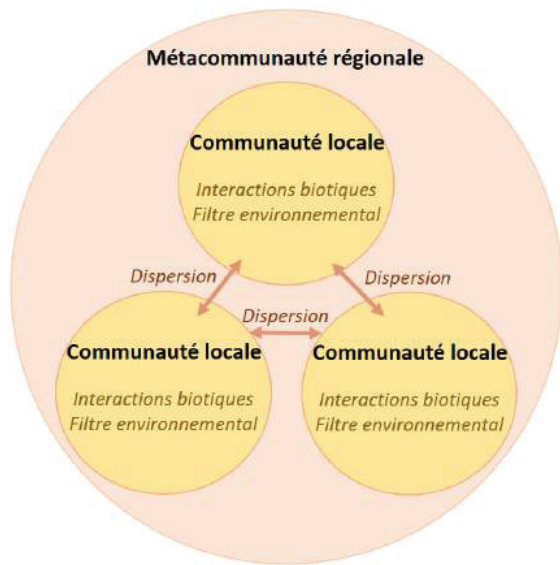 Métacommunauté régionale
Communauté locale
Interactions biotiques
Filtre environnemental
Dispersion
Dispersion
Dispersion
Communauté locale
Interactions biotiques
Filtre environnemental
Communauté locale
Interactions biotiques
Filtre environnemental